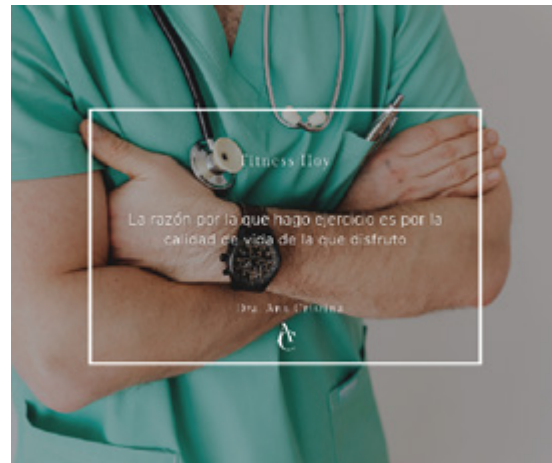 Fitness Hoy
La razón por la que hago ejercicio es por la
calidad de vida de la que disfruto
Dra. Ana Cristina
AC